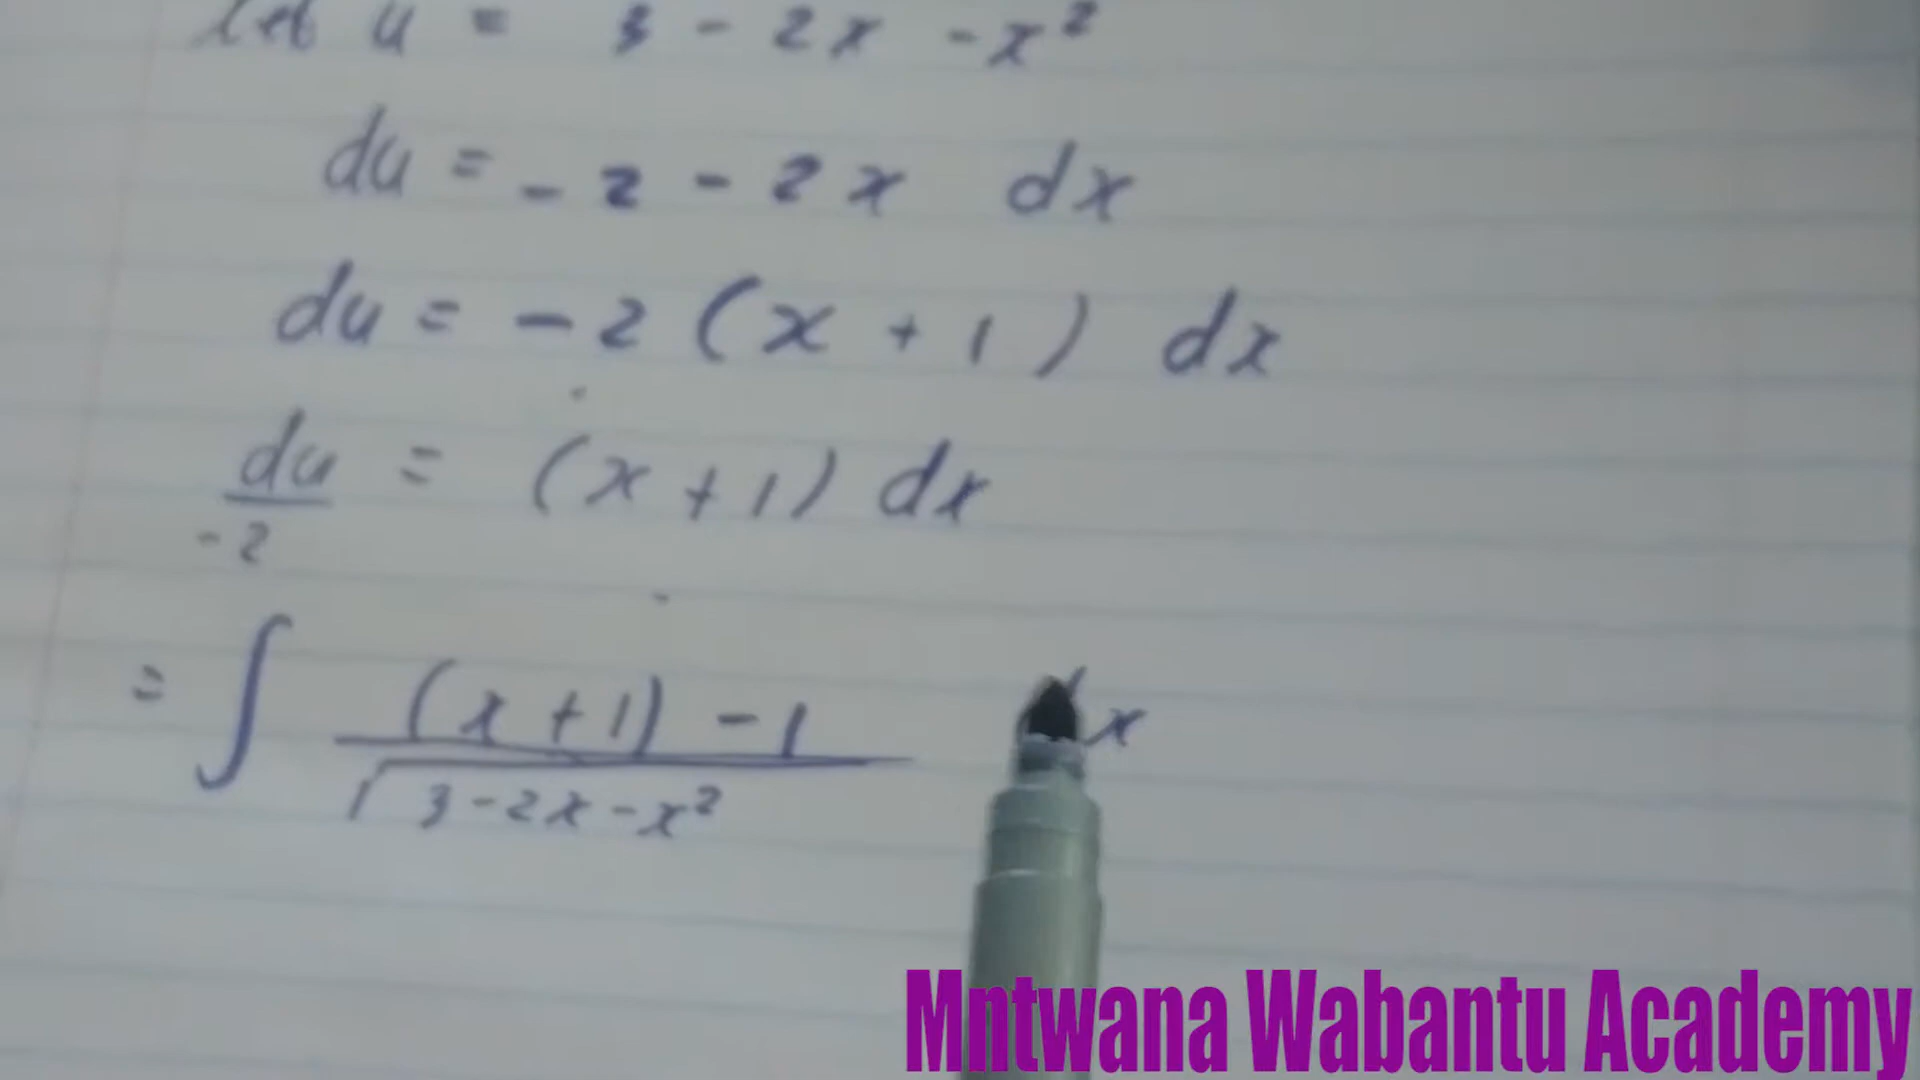 let u = 3 - 2x - x²
du = - 2 - 2x dx
du = - 2 (x + 1) dx
du/-2 = (x + 1) dx
= ∫ (x + 1) - 1 / √3 - 2x - x² dx
Mntwana Wabantu Academy